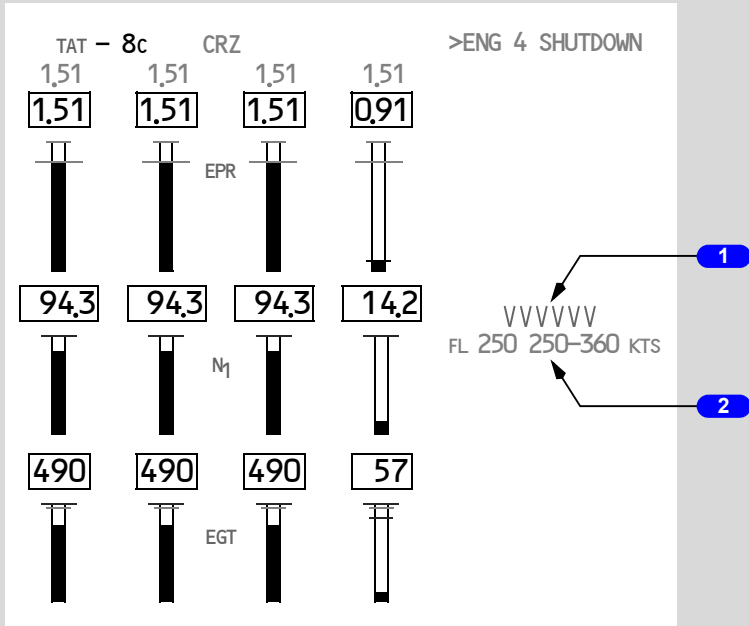 TAT – 8c CRZ >ENG 4 SHUTDOWN
1.51 1.51 1.51 1.51
1.51 1.51 1.51 0.91
EPR
1
94.3 94.3 94.3 14.2
VVVVVV
FL 250 250–360 KTS
N1
2
490 490 490 57
EGT